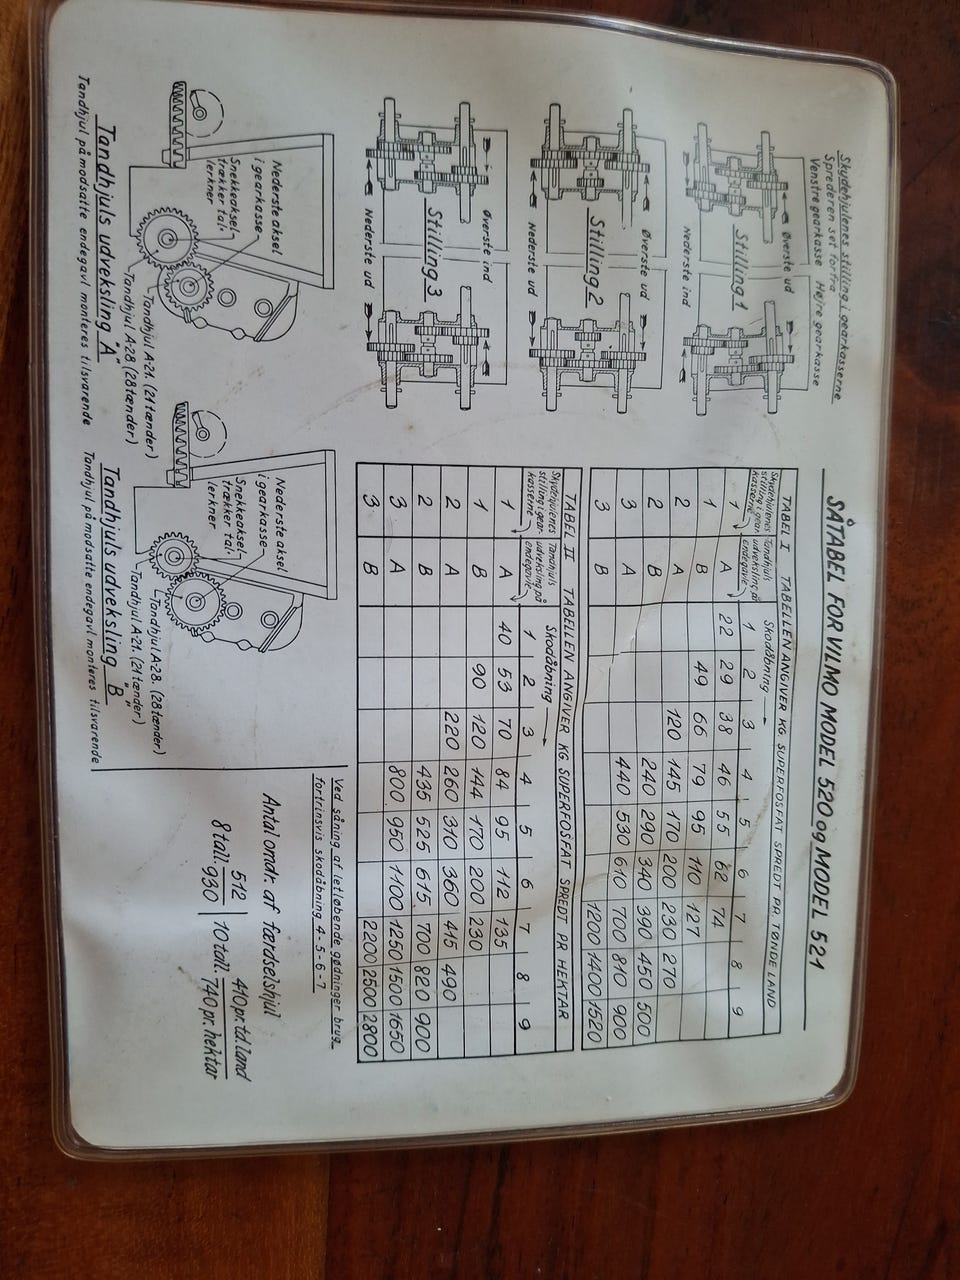 SÅTABEL FOR VILMO MODEL 520 og MODEL 521
Skydehjulenes stilling i gearkasserne
Sprederen set forfra
Venstre gearkasse Højre gearkasse
Øverste ud
Stilling 1
Nederste ind
Øverste ud
Stilling 2
Nederste ud
Øverste ind
Stilling 3
Nederste ud
TABEL I TABELLEN ANGIVER KG SUPERFOSFAT SPREDT PR TØNDE LAND
Skydehjulenes stilling i gearkasserne Tandhjuls udveksling på endegavle Skodåbning
1 2 3 4 5 6 7 8 9
1 A 22 29 38 46 55 62 74
1 B 49 66 79 95 110 127
2 A 120 145 170 200 230 270
2 B 240 290 340 390 450 500
3 A 440 530 610 700 810 900
3 B 1200 1400 1520
TABEL II TABELLEN ANGIVER KG SUPERFOSFAT SPREDT PR HEKTAR
Skydehjulenes stilling i gearkasserne Tandhjuls udveksling på endegavle Skodåbning
1 2 3 4 5 6 7 8 9
1 A 40 53 70 84 95 112 135
1 B 90 120 144 170 200 230
2 A 220 260 310 360 415 490
2 B 435 525 615 700 820 900
3 A 800 950 1100 1250 1500 1650
3 B 2200 2500 2800
Nederste aksel
i gearkasse
Snekkeaksel
trækker tal-
lerkner
Tandhjul A-21. (21 tænder)
Tandhjul A-28 (28 tænder)
Tandhjuls udveksling "A"
Tandhjul på modsatte endegavl monteres tilsvarende
Nederste aksel
i gearkasse
Snekkeaksel
trækker tal-
lerkner
Tandhjul A-28. (28 tænder)
Tandhjul A-21. (21 tænder)
Tandhjuls udveksling "B"
Tandhjul på modsatte endegavl monteres tilsvarende
Ved såning af letløbende gødninger brug
fortrinsvis skodåbning 4-5-6-7
Antal omdr. af færdselshjul
8 tall. 512 10 tall. 410 pr. td land
930 740 pr. hektar